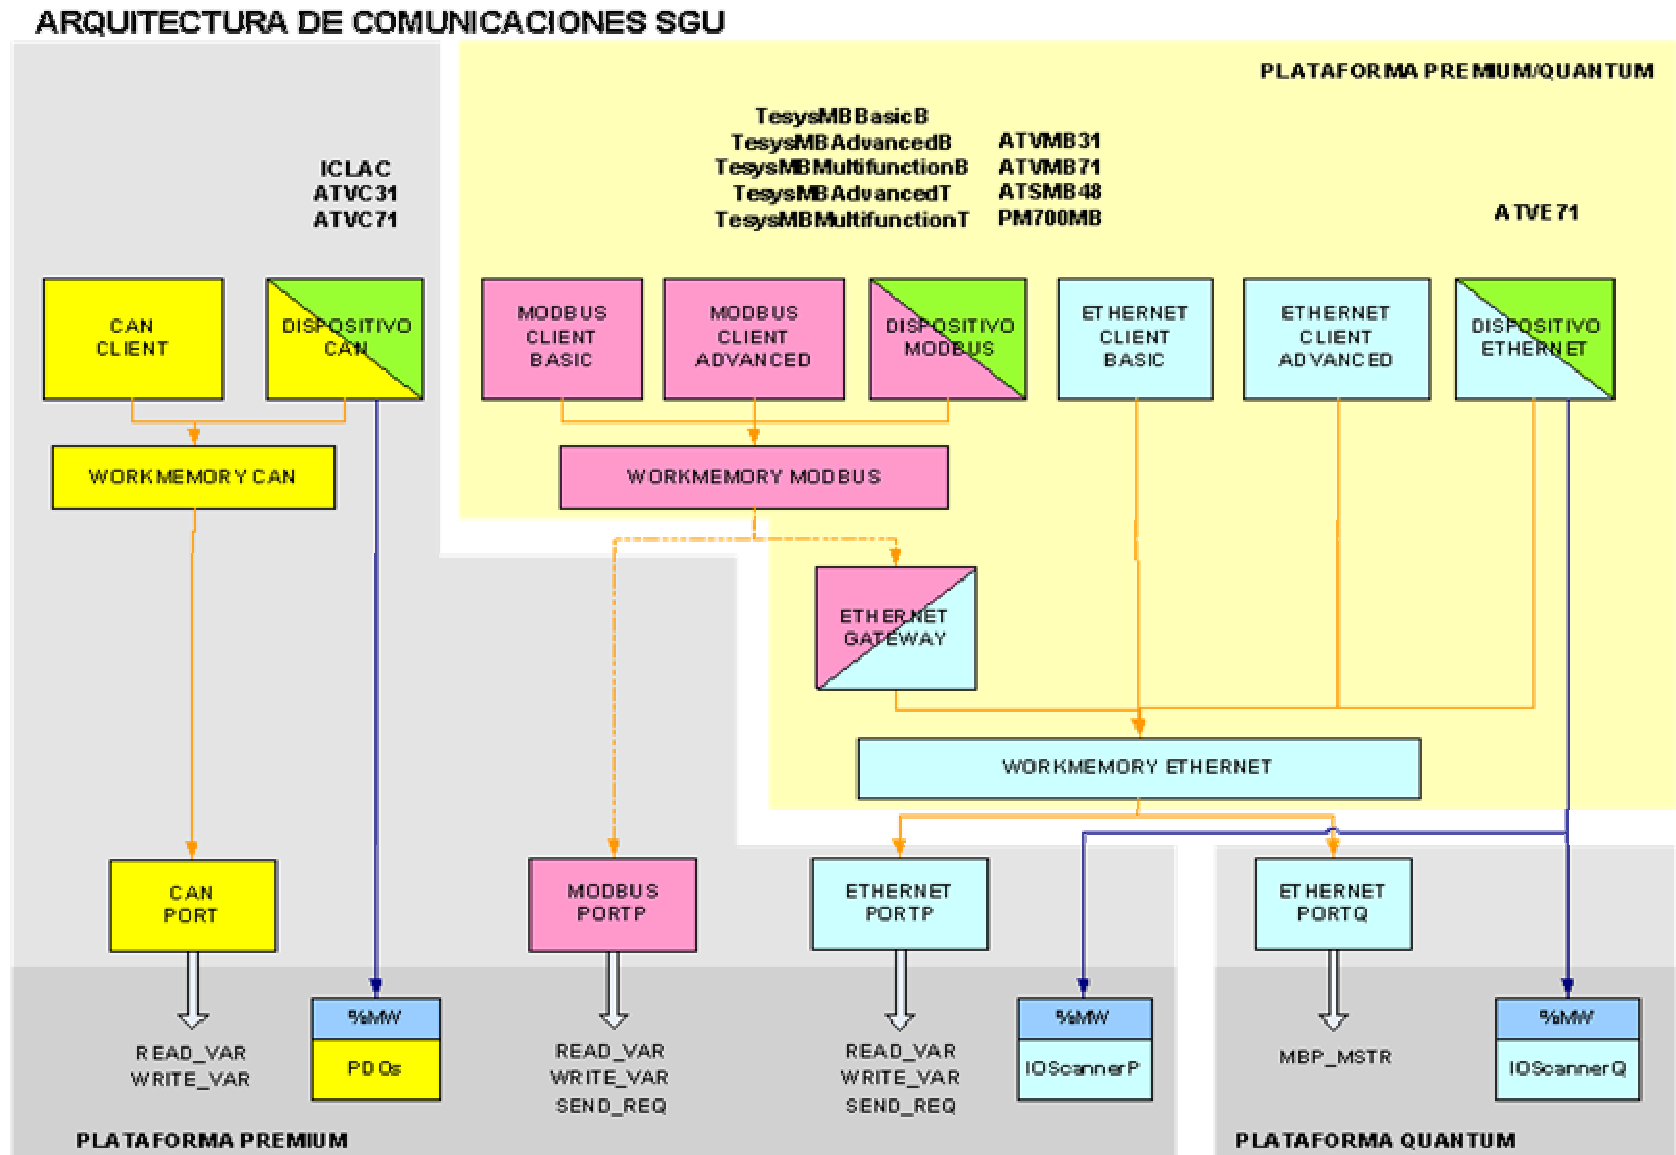 ARQUITECTURA DE COMUNICACIONES SGU
PLATAFORMA PREMIUM/QUANTUM
ICLAC
ATVC31
ATVC71
TesysMBBasicB
TesysMBAdvancedB
TesysMBMultifunctionB
TesysMBAdvancedT
TesysMBMultifunctionT
ATVMB31
ATVMB71
ATSMB48
PM700MB
ATVE71
CAN
CLIENT
DISPOSITIVO
CAN
MODBUS
CLIENT
BASIC
MODBUS
CLIENT
ADVANCED
DISPOSITIVO
MODBUS
ETHERNET
CLIENT
BASIC
ETHERNET
CLIENT
ADVANCED
DISPOSITIVO
ETHERNET
WORKMEMORY CAN
WORKMEMORY MODBUS
ETHERNET
GATEWAY
WORKMEMORY ETHERNET
CAN
PORT
MODBUS
PORTP
ETHERNET
PORTP
ETHERNET
PORTQ
READ_VAR
WRITE_VAR
%MW
PDOs
READ_VAR
WRITE_VAR
SEND_REQ
READ_VAR
WRITE_VAR
SEND_REQ
%MW
IOScannerP
MBP_MSTR
%MW
IOScannerQ
PLATAFORMA PREMIUM
PLATAFORMA QUANTUM